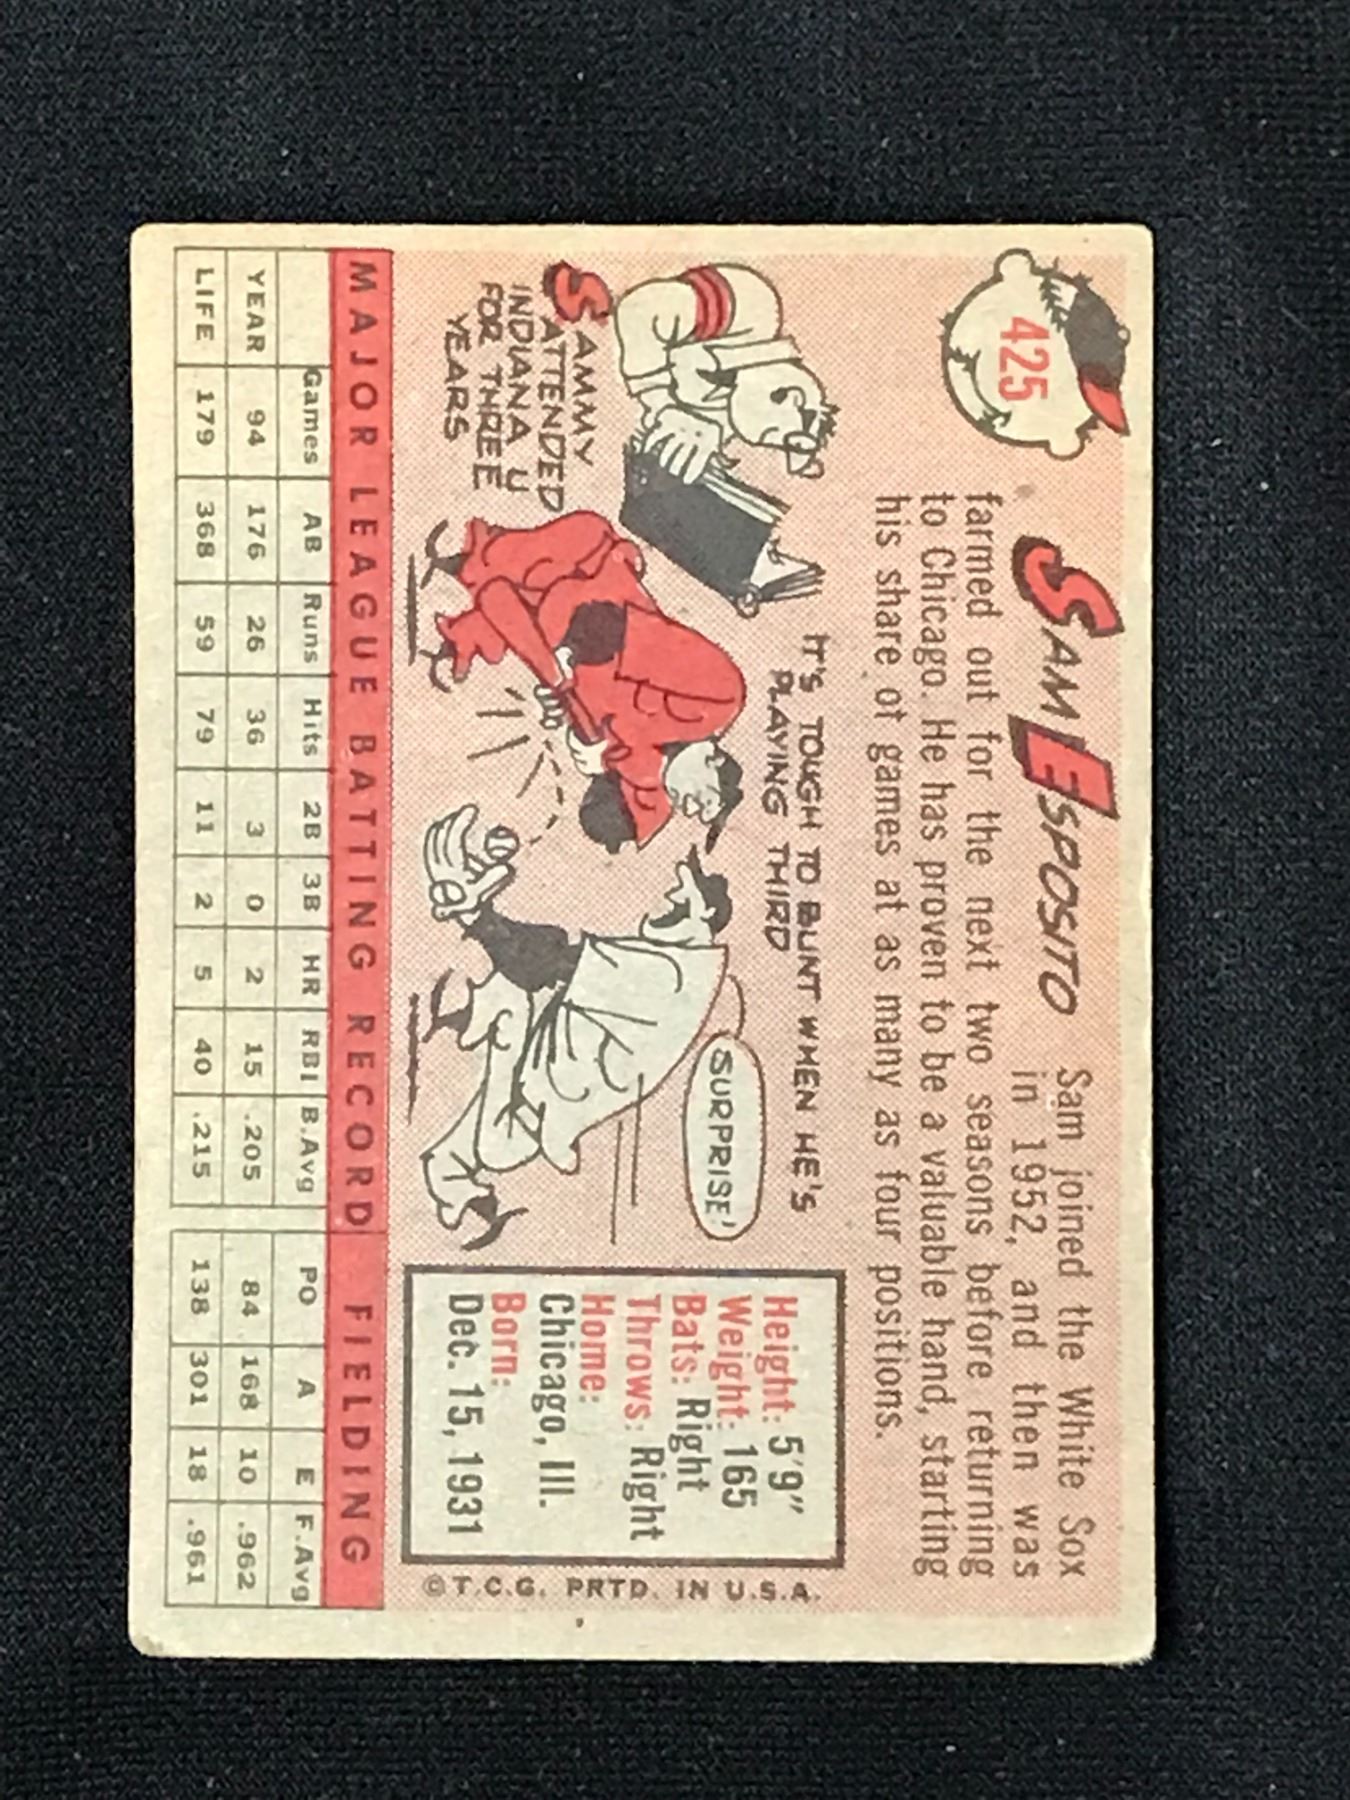 425
SAM ESPOSITO
Sam joined the White Sox
in 1952, and then was
farmed out for the next two seasons before returning
to Chicago. He has proven to be a valuable hand, starting
his share of games at as many as four positions.
SAMMY
ATTENDED
INDIANA U
FOR THREE
YEARS
IT'S TOUGH TO BUNT WHEN HE'S
PLAYING THIRD
SURPRISE!
Height: 5'9"
Weight: 165
Bats: Right
Throws: Right
Home:
Chicago, Ill.
Born:
Dec. 15, 1931
©T.C.G. PRTD. IN U.S.A.
MAJOR LEAGUE BATTING RECORD FIELDING
Games AB Runs Hits 2B 3B HR RBI B.Avg PO A E F.Avg
YEAR 94 176 26 36 3 0 2 15 .205 84 168 10 .962
LIFE 179 368 59 79 11 2 5 40 .215 138 301 18 .961